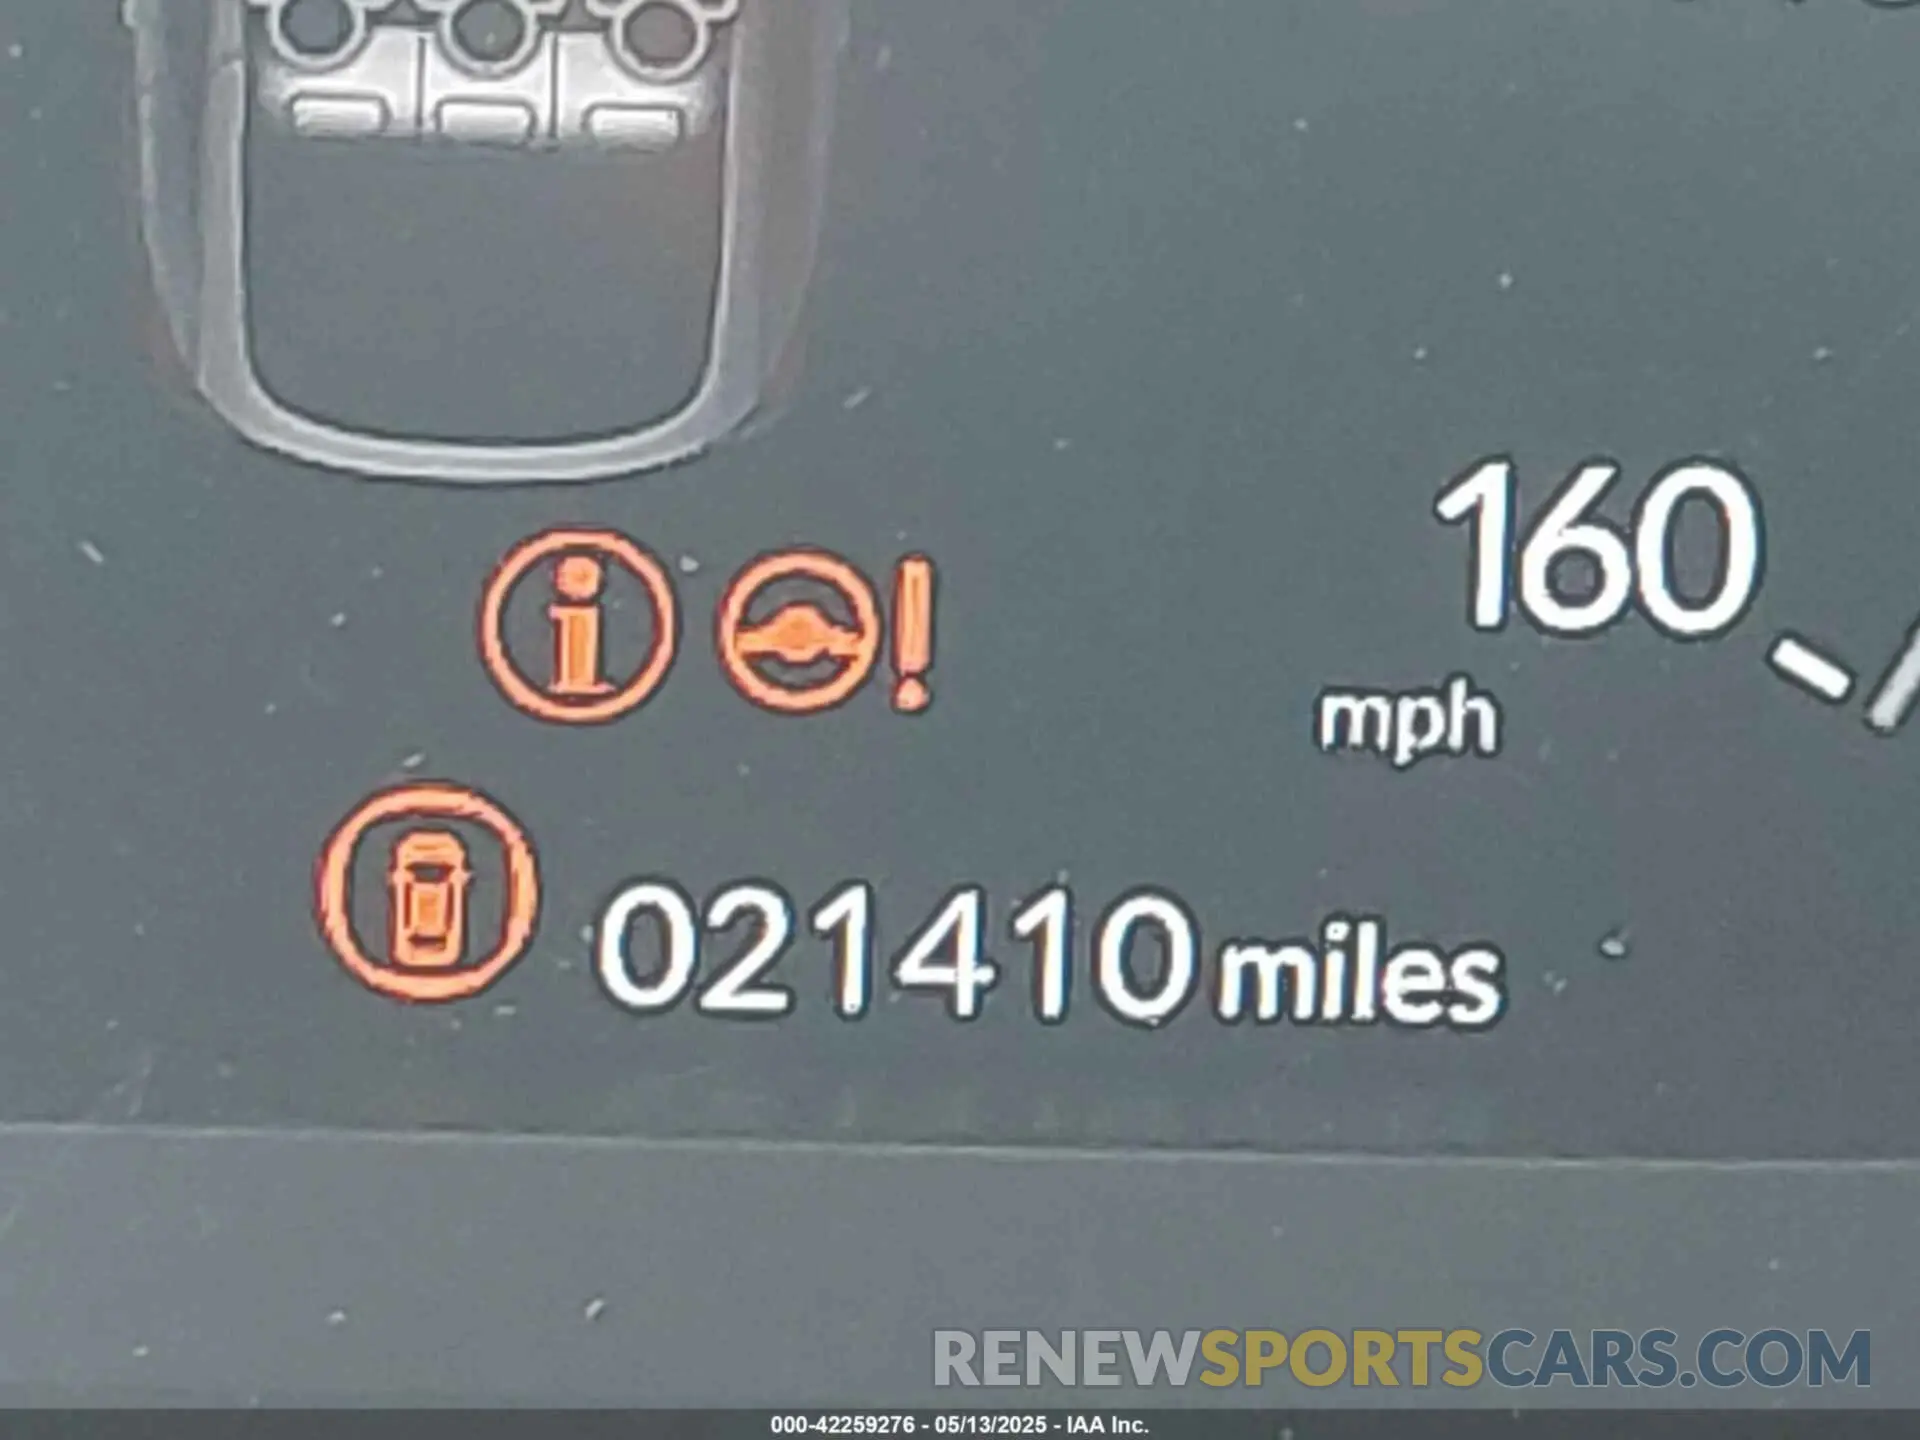 160
mph
021410 miles
RENEWSPORTSCARS.COM
000-42259276 - 05/13/2025 - IAA Inc.